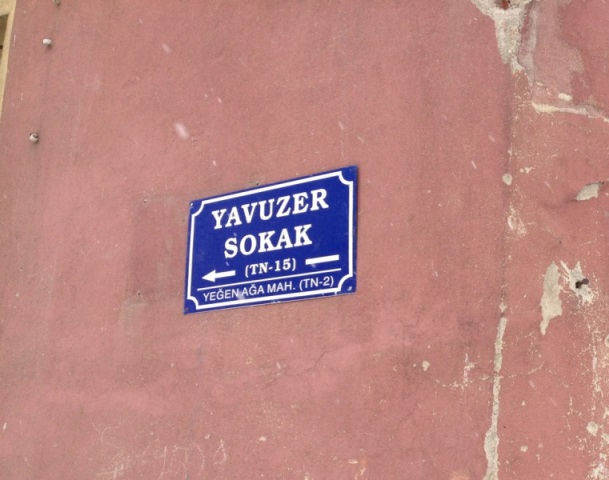 YAVUZER
SOKAK
(TN-15)
YEĞEN AĞA MAH. (TN-2)